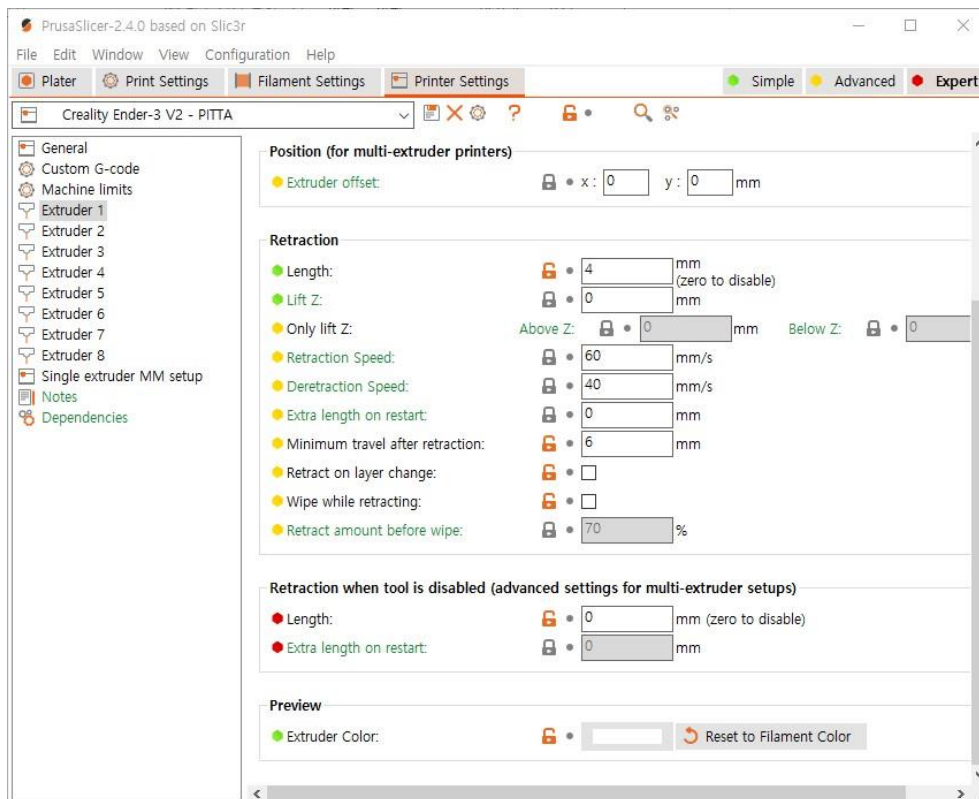 PrusaSlicer-2.4.0 based on Slic3r
File Edit Window View Configuration Help
Plater Print Settings Filament Settings Printer Settings Simple Advanced Expert
Creality Ender-3 V2 - PITTA
General
Custom G-code
Machine limits
Extruder 1
Extruder 2
Extruder 3
Extruder 4
Extruder 5
Extruder 6
Extruder 7
Extruder 8
Single extruder MM setup
Notes
Dependencies
Position (for multi-extruder printers)
Extruder offset: x : 0 y : 0 mm
Retraction
Length: 4 mm (zero to disable)
Lift Z: 0 mm
Only lift Z: Above Z: 0 mm Below Z: 0
Retraction Speed: 60 mm/s
Deretraction Speed: 40 mm/s
Extra length on restart: 0 mm
Minimum travel after retraction: 6 mm
Retract on layer change:
Wipe while retracting:
Retract amount before wipe: 70 %
Retraction when tool is disabled (advanced settings for multi-extruder setups)
Length: 0 mm (zero to disable)
Extra length on restart: 0 mm
Preview
Extruder Color: Reset to Filament Color